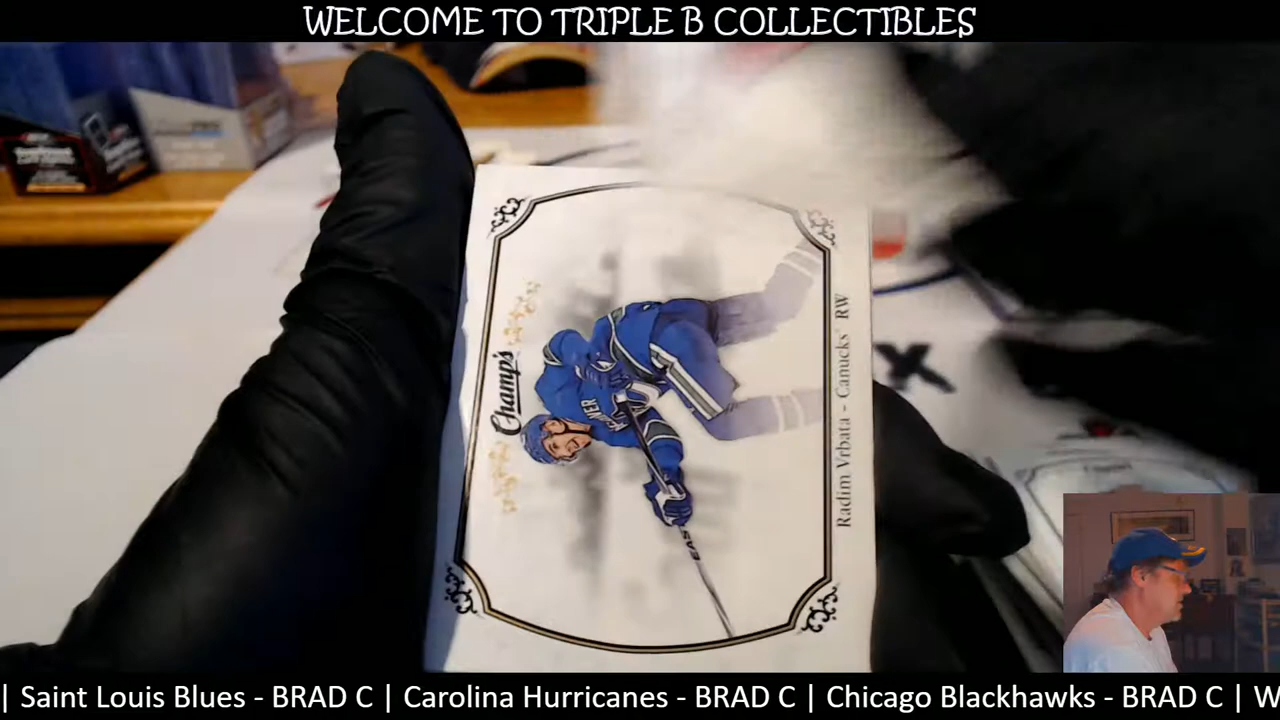 WELCOME TO TRIPLE B COLLECTIBLES
Champ's
Radim Vrbata - Canucks' RW
X
| Saint Louis Blues - BRAD C | Carolina Hurricanes - BRAD C | Chicago Blackhawks - BRAD C | W